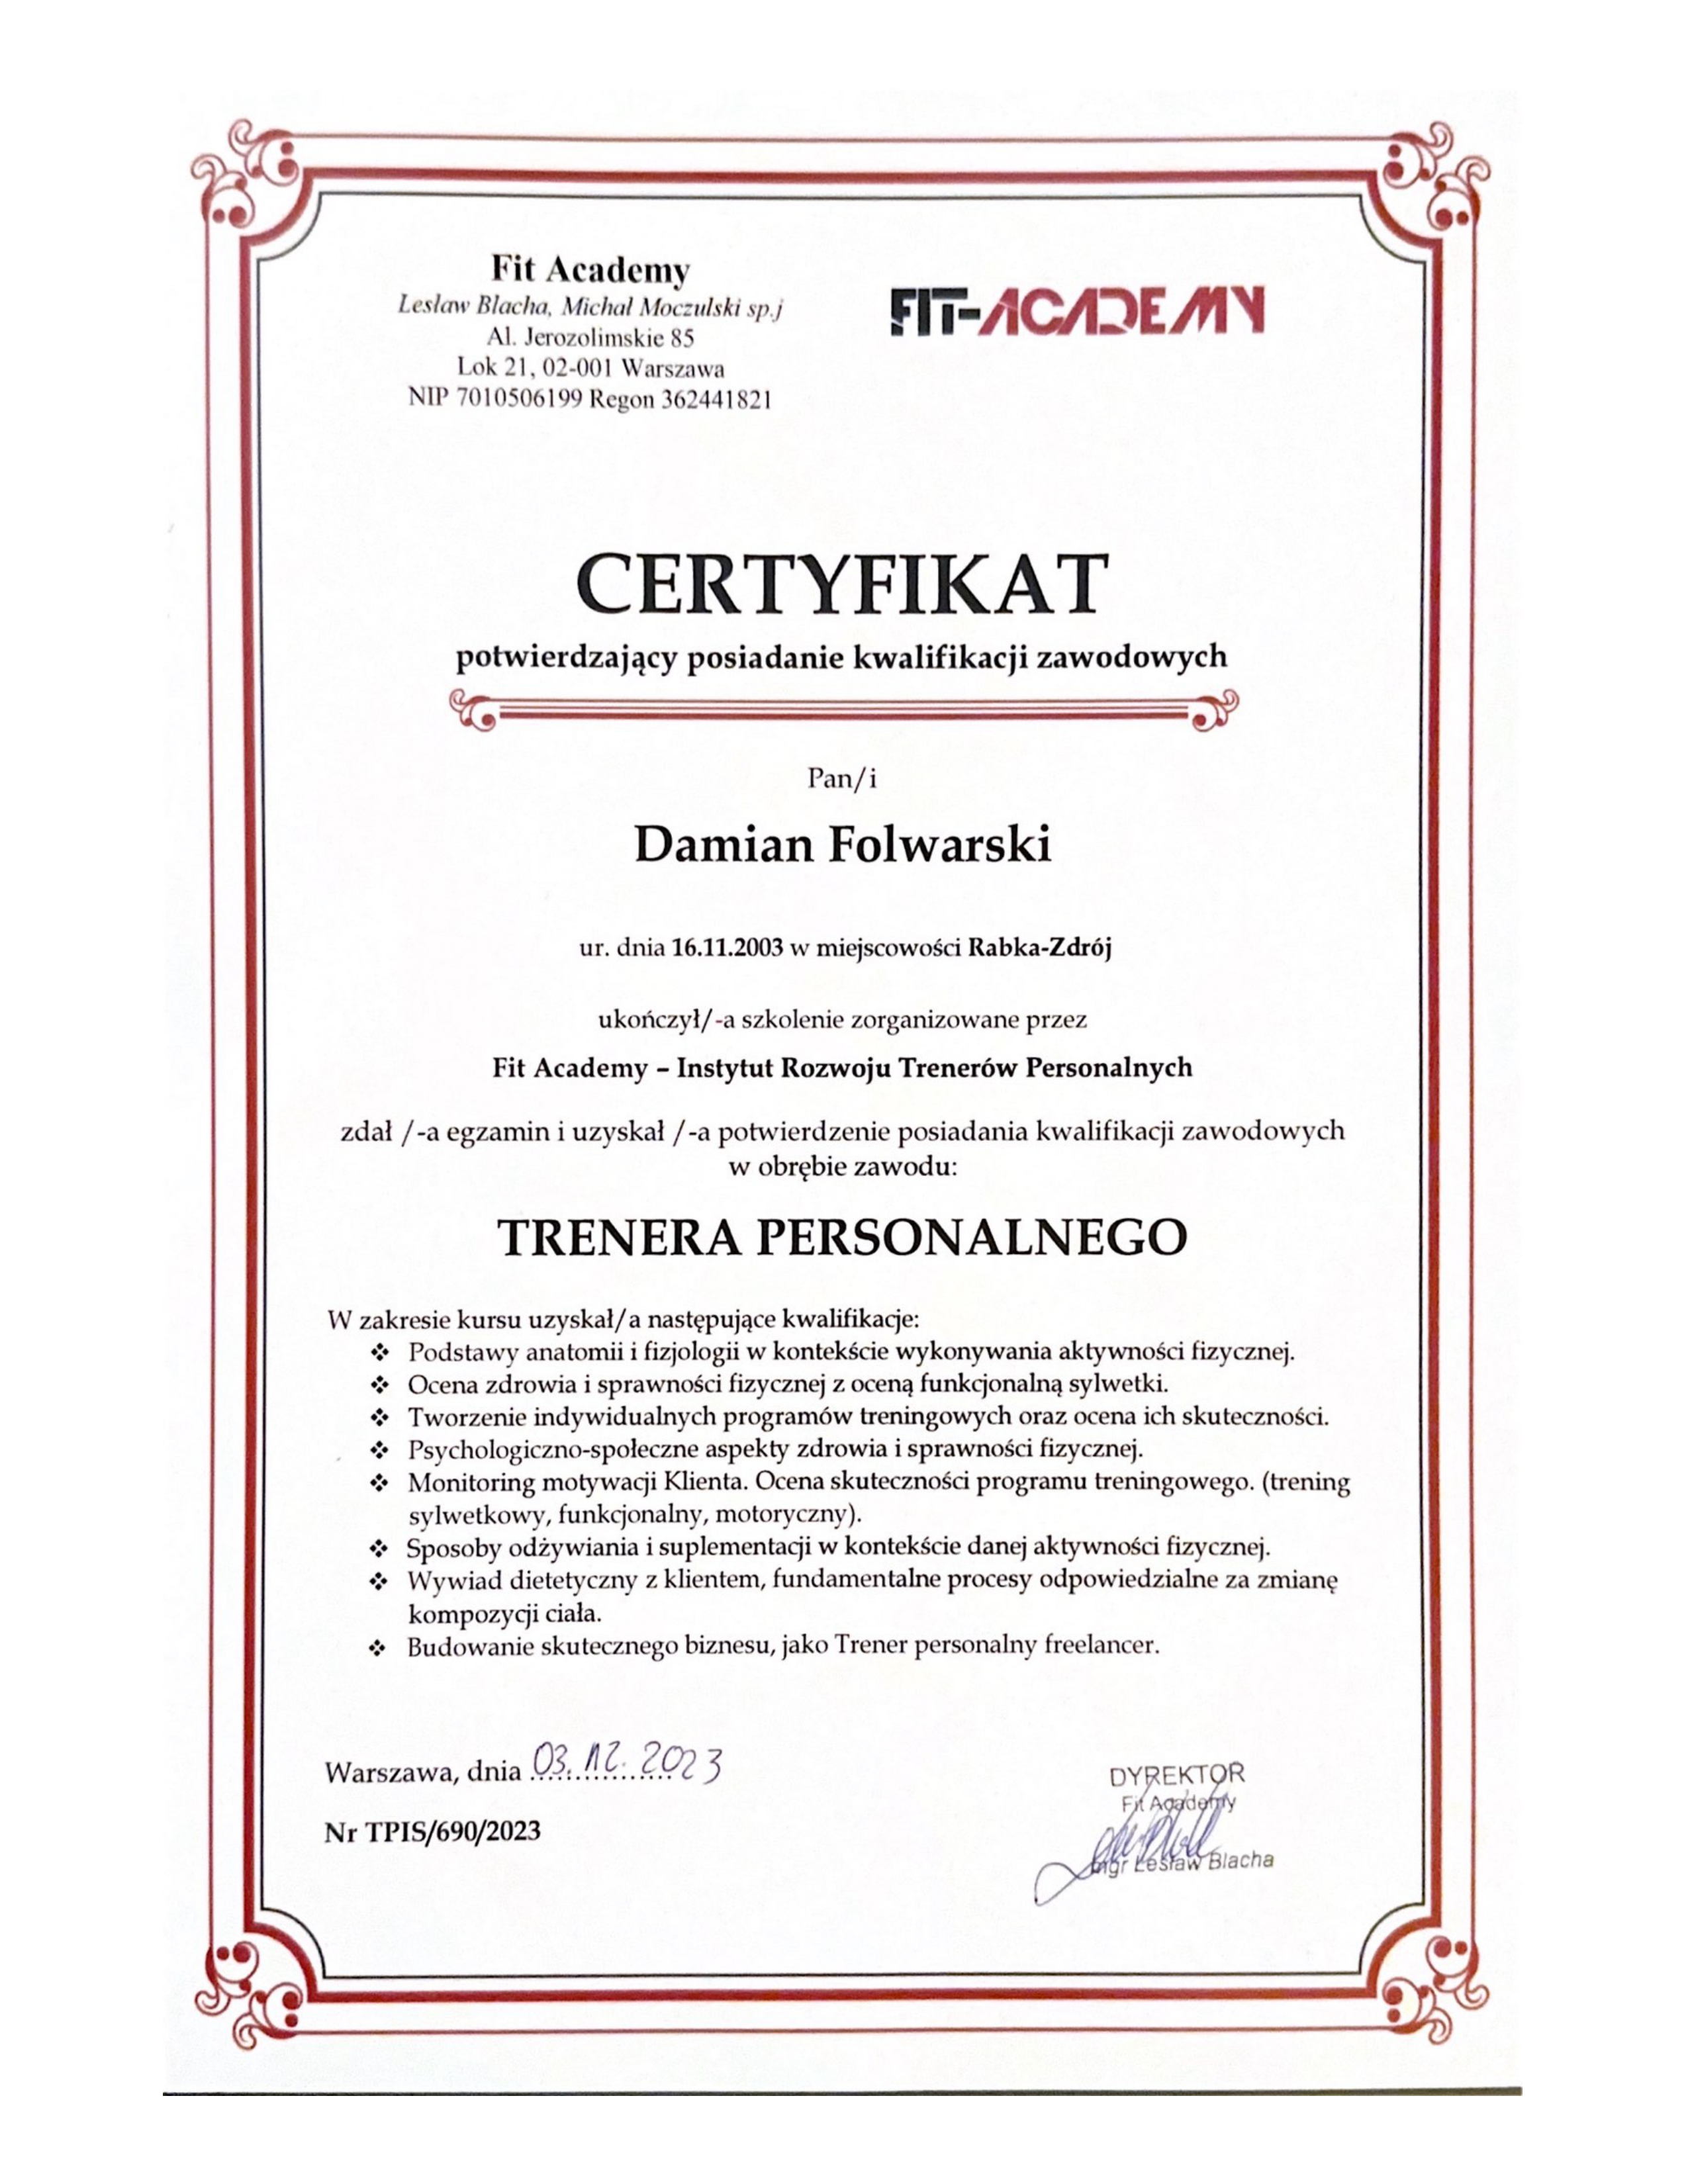 Fit Academy
Lesław Blacha, Michał Moczulski sp.j
Al. Jerozolimskie 85
Lok 21, 02-001 Warszawa
NIP 7010506199 Regon 362441821
FIT-ACADEMY
CERTYFIKAT
potwierdzający posiadanie kwalifikacji zawodowych
Pan/i
Damian Folwarski
ur. dnia 16.11.2003 w miejscowości Rabka-Zdrój
ukończył/-a szkolenie zorganizowane przez
Fit Academy – Instytut Rozwoju Trenerów Personalnych
zdał /-a egzamin i uzyskał /-a potwierdzenie posiadania kwalifikacji zawodowych
w obrębie zawodu:
TRENERA PERSONALNEGO
W zakresie kursu uzyskał/a następujące kwalifikacje:
❖ Podstawy anatomii i fizjologii w kontekście wykonywania aktywności fizycznej.
❖ Ocena zdrowia i sprawności fizycznej z oceną funkcjonalną sylwetki.
❖ Tworzenie indywidualnych programów treningowych oraz ocena ich skuteczności.
❖ Psychologiczno-społeczne aspekty zdrowia i sprawności fizycznej.
❖ Monitoring motywacji Klienta. Ocena skuteczności programu treningowego. (trening
sylwetkowy, funkcjonalny, motoryczny).
❖ Sposoby odżywiania i suplementacji w kontekście danej aktywności fizycznej.
❖ Wywiad dietetyczny z klientem, fundamentalne procesy odpowiedzialne za zmianę
kompozycji ciała.
❖ Budowanie skutecznego biznesu, jako Trener personalny freelancer.
Warszawa, dnia 03.12.2023
Nr TPIS/690/2023
DYREKTOR
Fit Academy
mgr Lesław Blacha